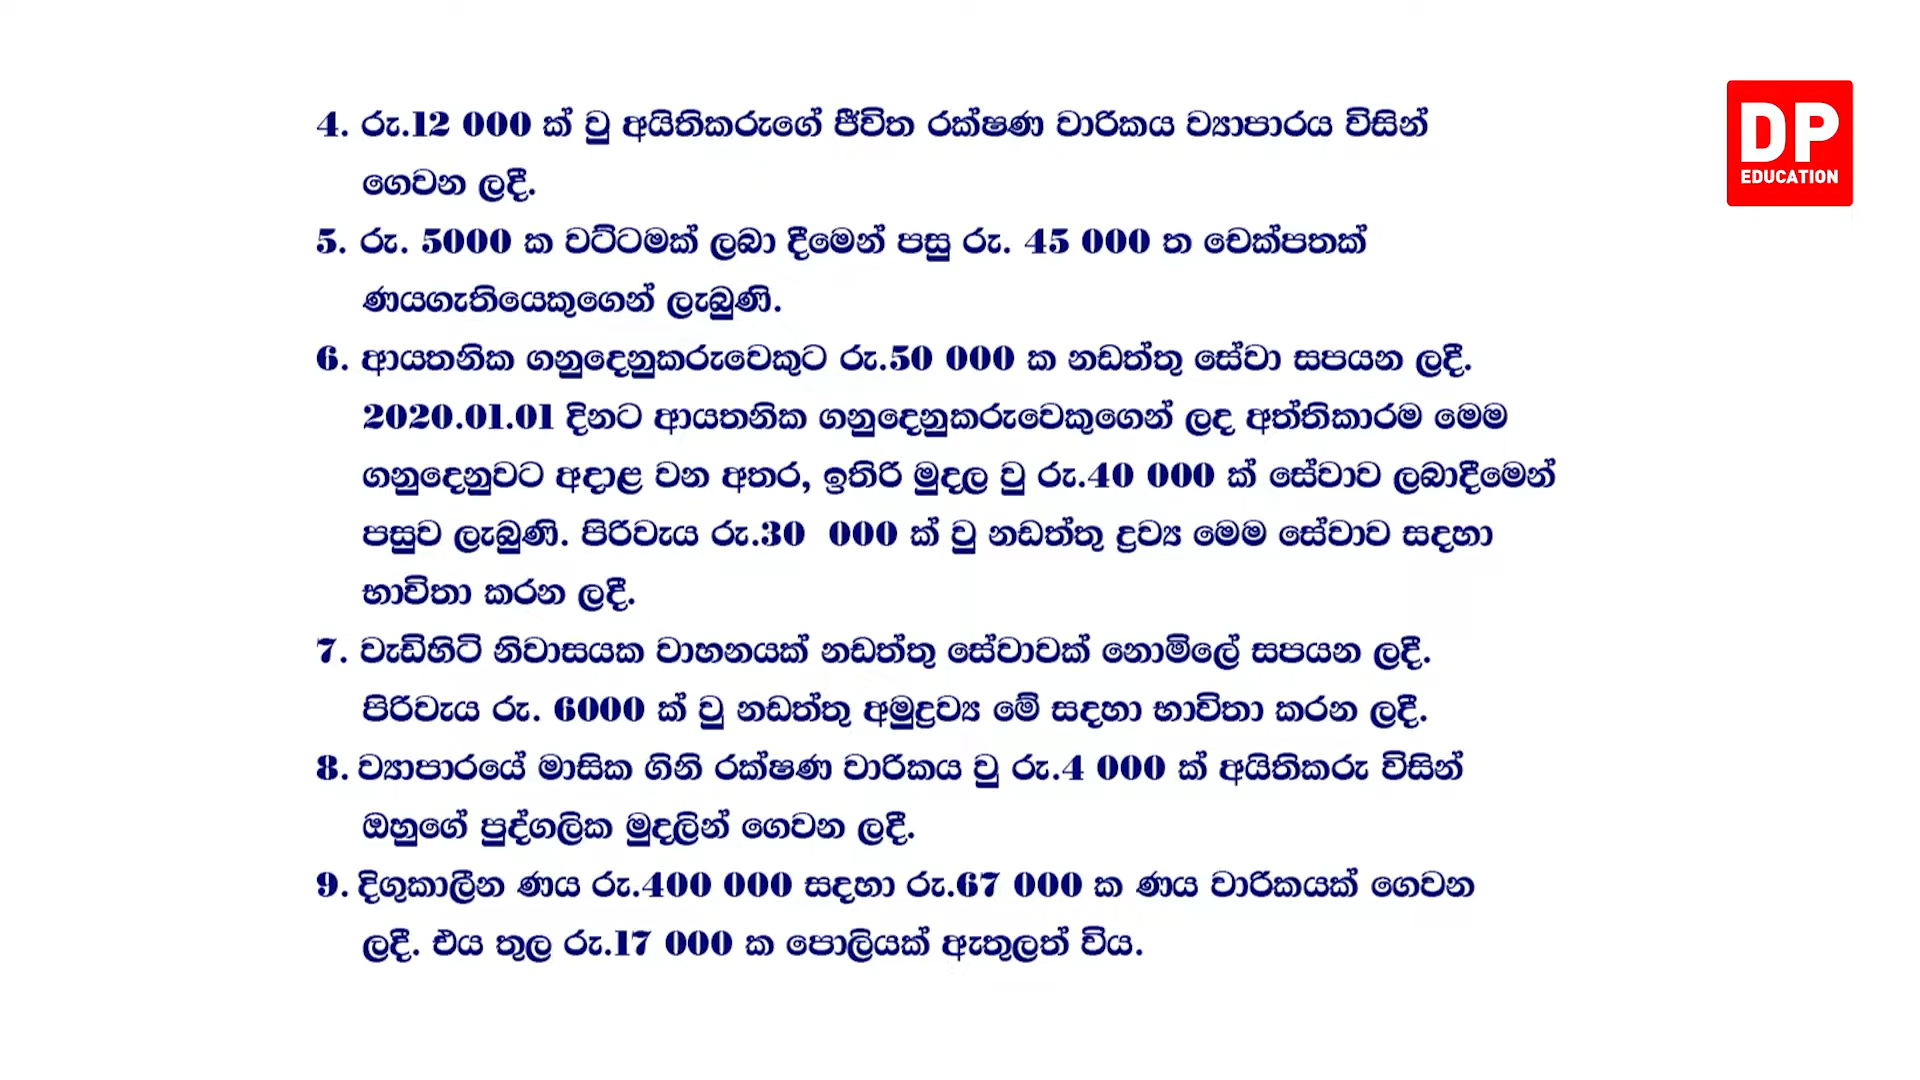 DP
EDUCATION
4. රු.12 000 ක් වු අයිතිකරුගේ ජීවිත රක්ෂණ වාරිකය ව්‍යාපාරය විසින්
ගෙවන ලදී.
5. රු. 5000 ක වට්ටමක් ලබා දීමෙන් පසු රු. 45 000 ත චෙක්පතක්
ණයගැතියෙකුගෙන් ලැබුණි.
6. ආයතනික ගනුදෙනුකරුවෙකුට රු.50 000 ක නඩත්තු සේවා සපයන ලදී.
2020.01.01 දිනට ආයතනික ගනුදෙනුකරුවෙකුගෙන් ලද අත්තිකාරම මෙම
ගනුදෙනුවට අදාළ වන අතර, ඉතිරි මුදල වු රු.40 000 ක් සේවාව ලබාදීමෙන්
පසුව ලැබුණි. පිරිවැය රු.30  000 ක් වු නඩත්තු ද්‍රව්‍ය මෙම සේවාව සදහා
භාවිතා කරන ලදී.
7. වැඩිහිටි නිවාසයක වාහනයක් නඩත්තු සේවාවක් නොමිලේ සපයන ලදී.
පිරිවැය රු. 6000 ක් වු නඩත්තු අමුද්‍රව්‍ය මේ සදහා භාවිතා කරන ලදී.
8. ව්‍යාපාරයේ මාසික ගිනි රක්ෂණ වාරිකය වු රු.4 000 ක් අයිතිකරු විසින්
ඔහුගේ පුද්ගලික මුදලින් ගෙවන ලදී.
9. දිගුකාලීන ණය රු.400 000 සදහා රු.67 000 ක ණය වාරිකයක් ගෙවන
ලදී. එය තුල රු.17 000 ක පොලියක් ඇතුලත් විය.